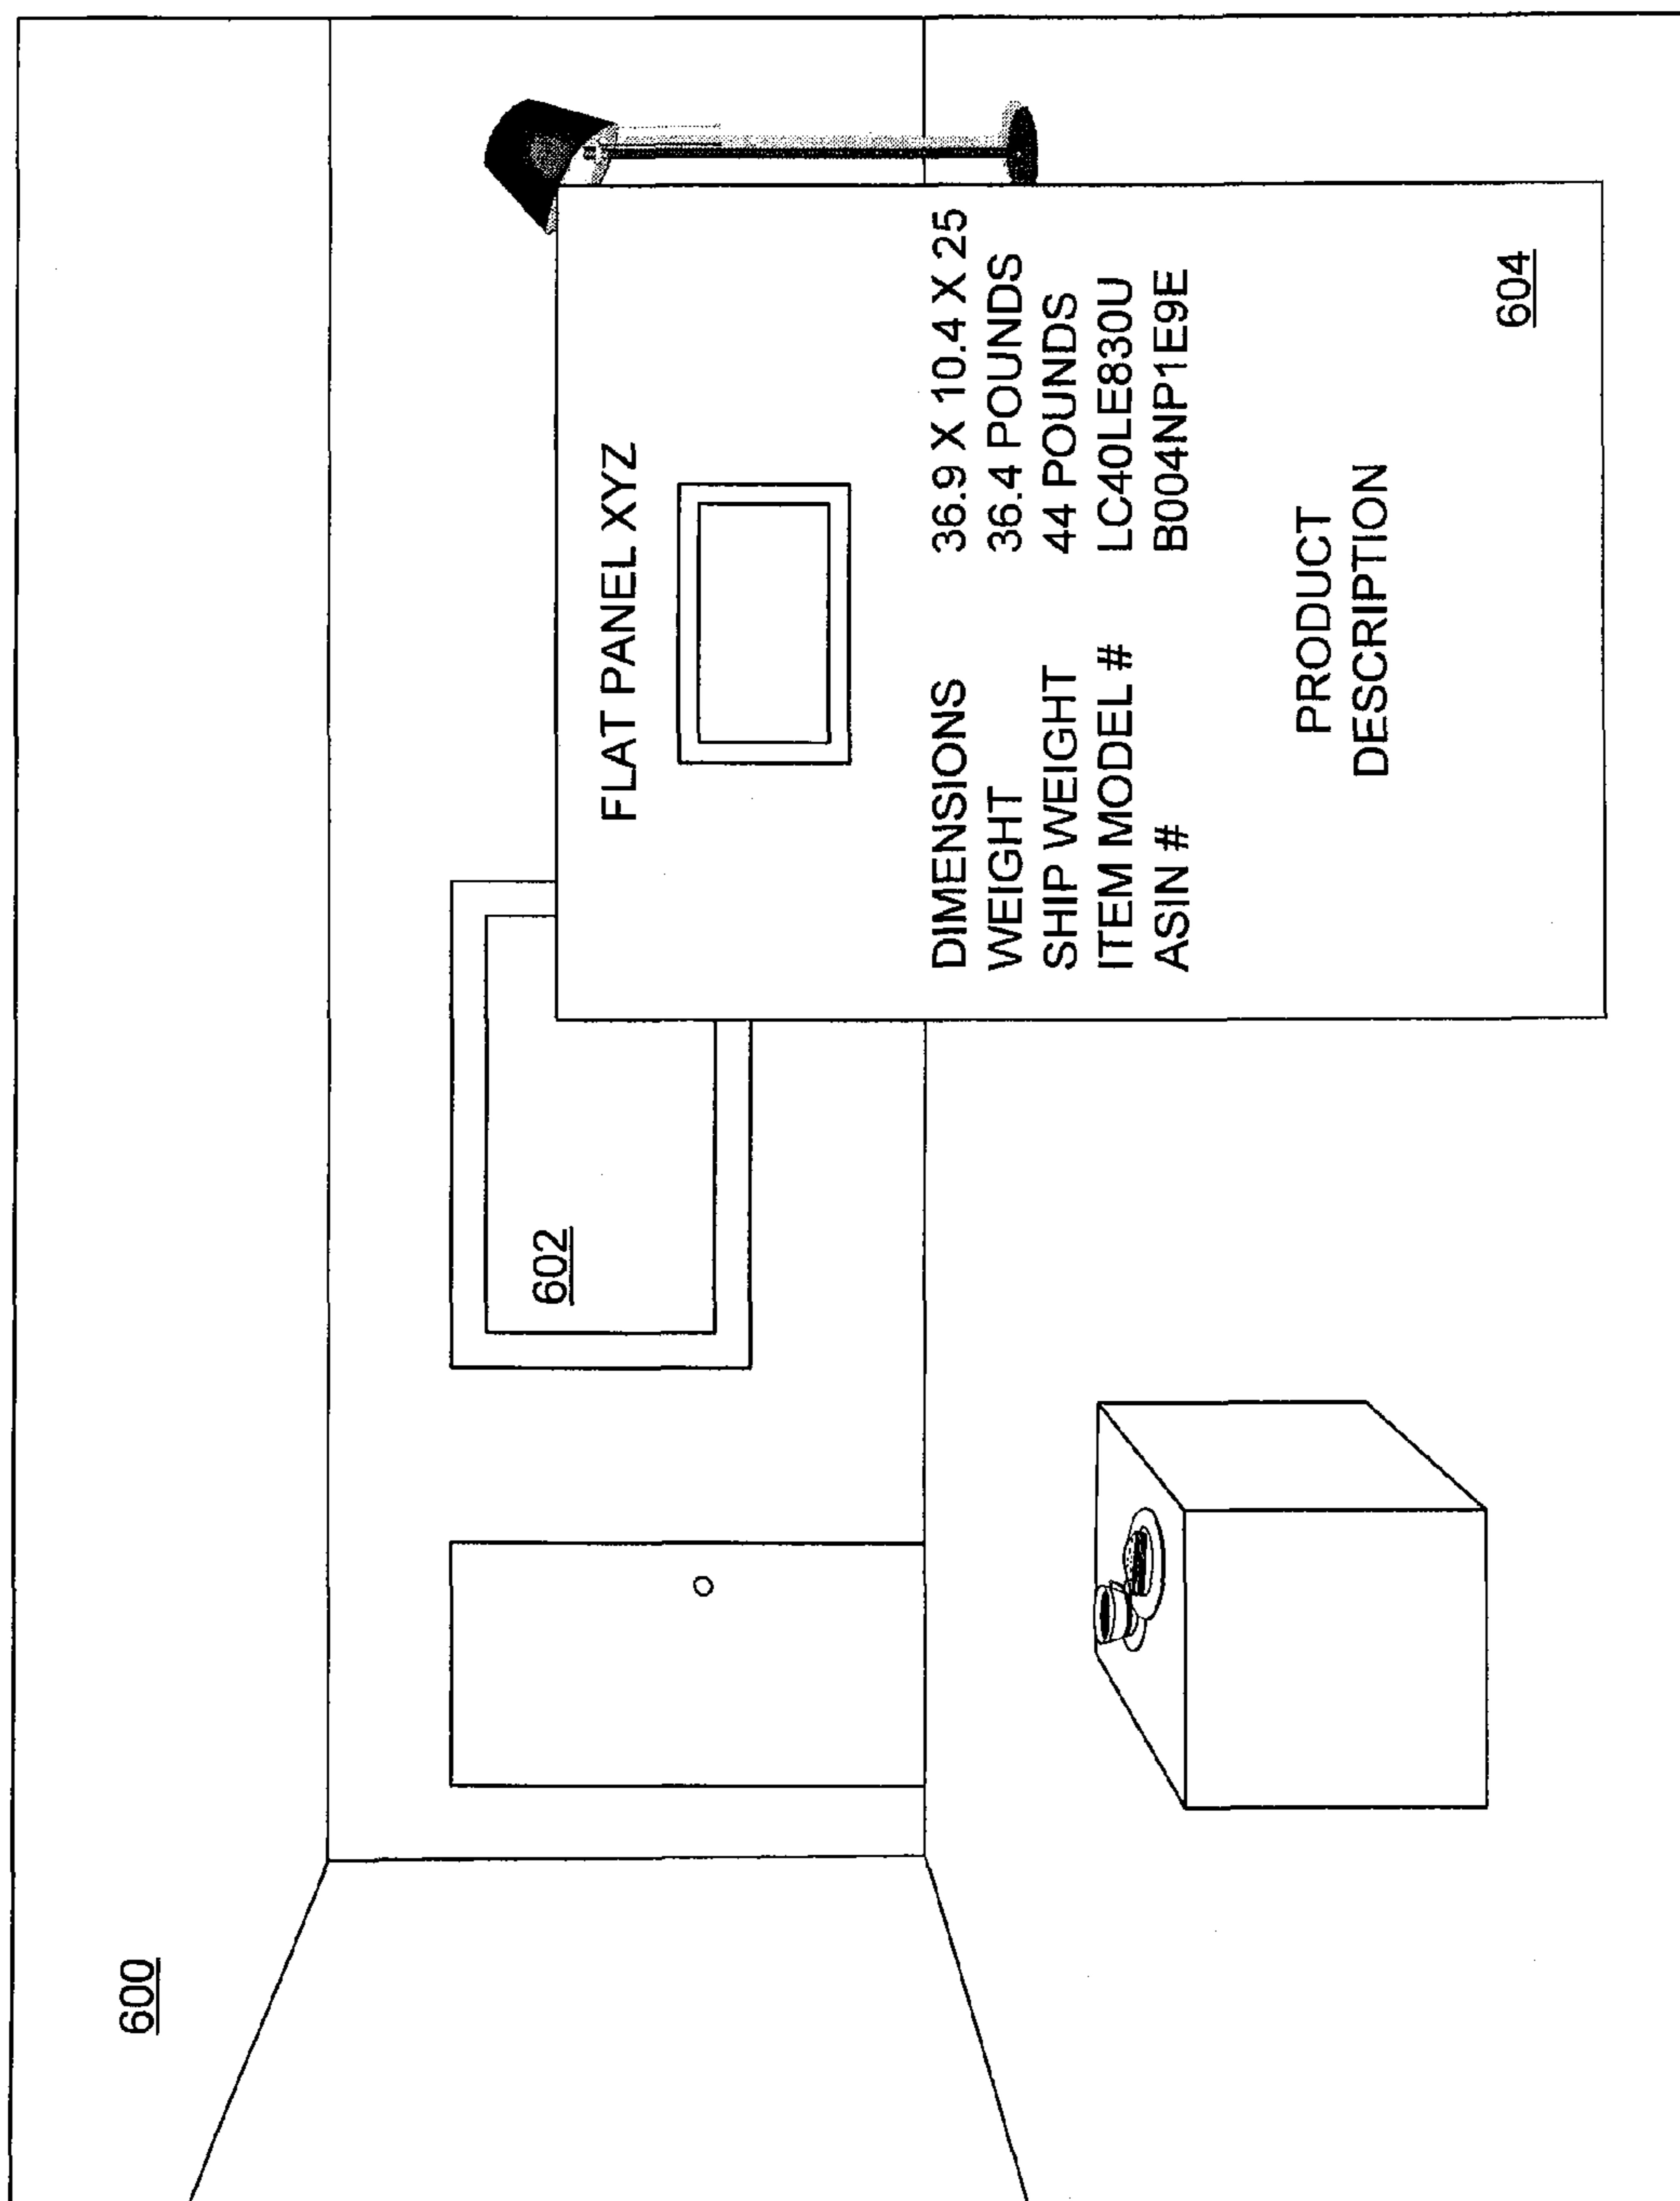 600
602
FLAT PANEL XYZ
DIMENSIONS 36.9 X 10.4 X 25
WEIGHT 36.4 POUNDS
SHIP WEIGHT 44 POUNDS
ITEM MODEL # LC40LE830U
ASIN # B004NP1E9E
PRODUCT
DESCRIPTION
604